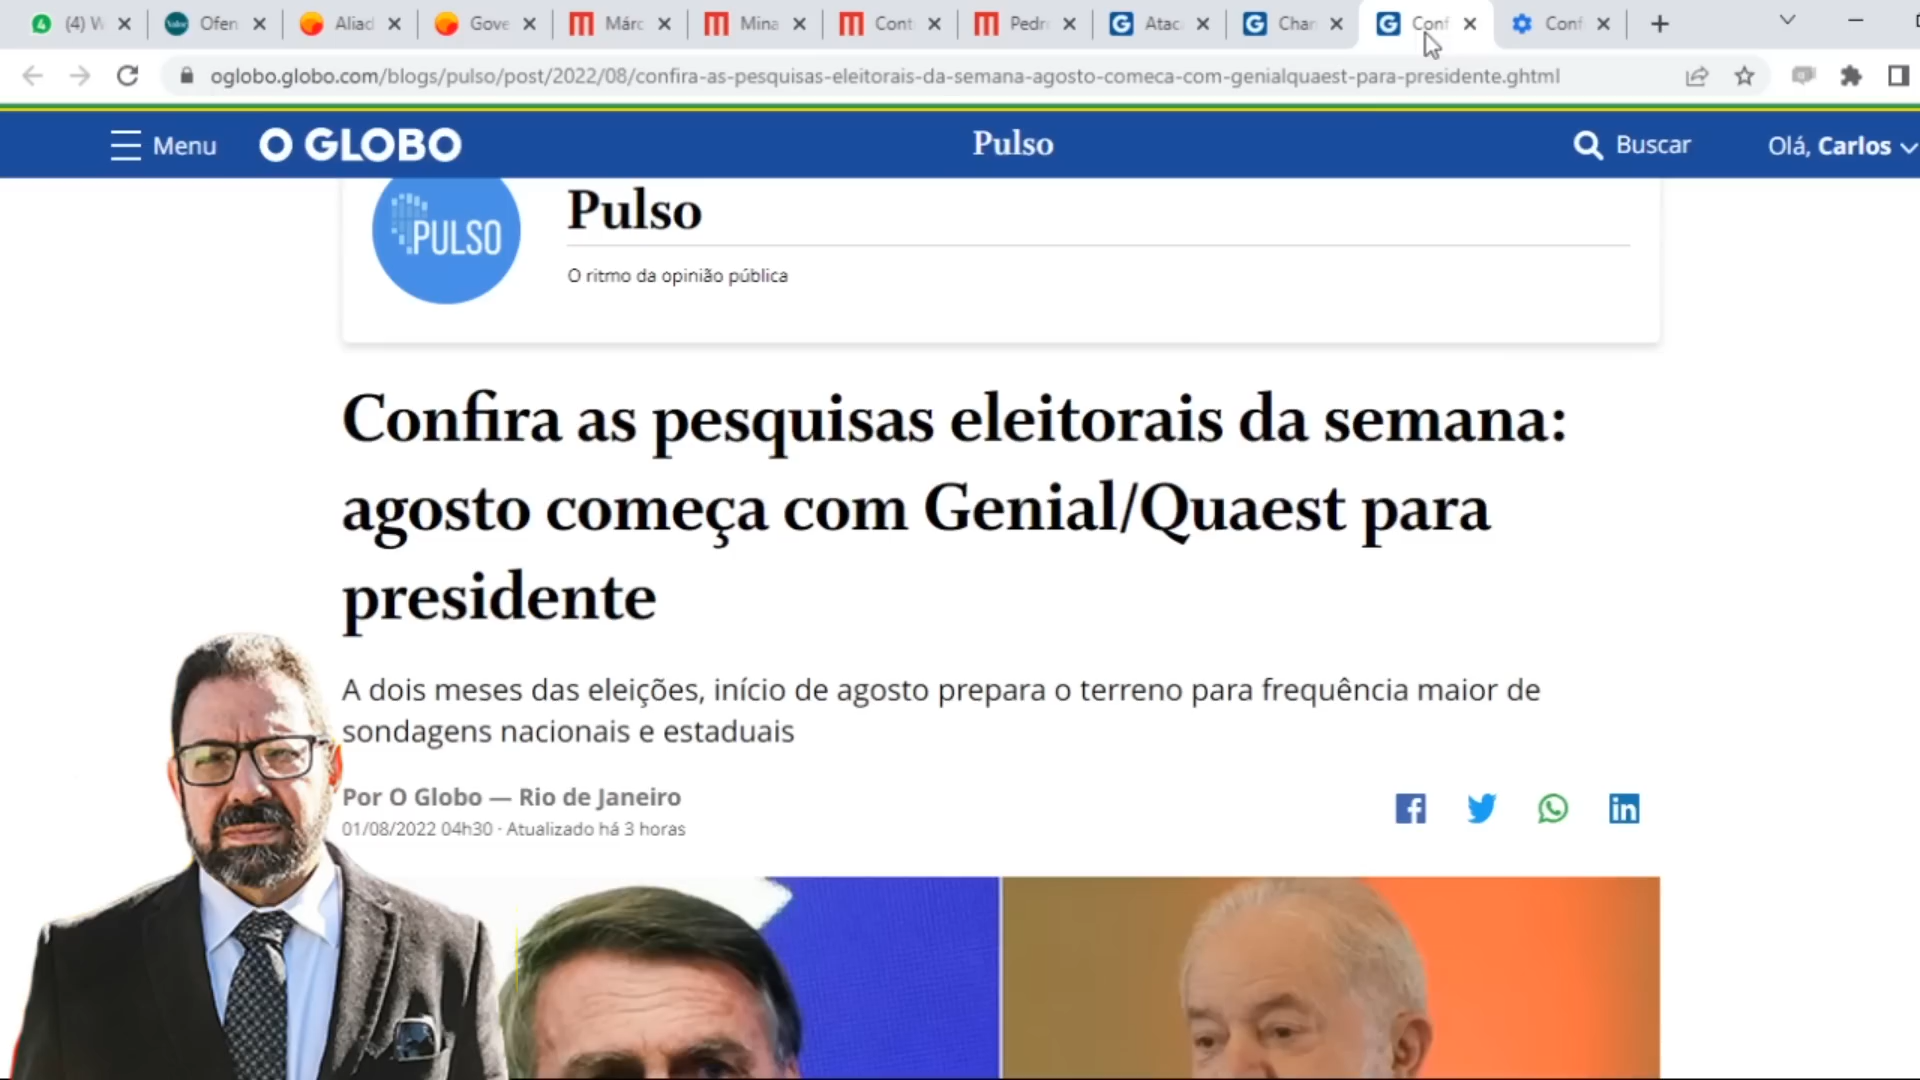 (4) W
Ofen
Aliad
Gove
Márc
Mina
Cont
Pedr
Atac
Char
Conf
Conf
oglobo.globo.com/blogs/pulso/post/2022/08/confira-as-pesquisas-eleitorais-da-semana-agosto-comeca-com-genialquaest-para-presidente.ghtml
Menu
O GLOBO
Pulso
Buscar
Olá, Carlos
PULSO
Pulso
O ritmo da opinião pública
Confira as pesquisas eleitorais da semana:
agosto começa com Genial/Quaest para
presidente
A dois meses das eleições, início de agosto prepara o terreno para frequência maior de
sondagens nacionais e estaduais
Por O Globo — Rio de Janeiro
01/08/2022 04h30 · Atualizado há 3 horas